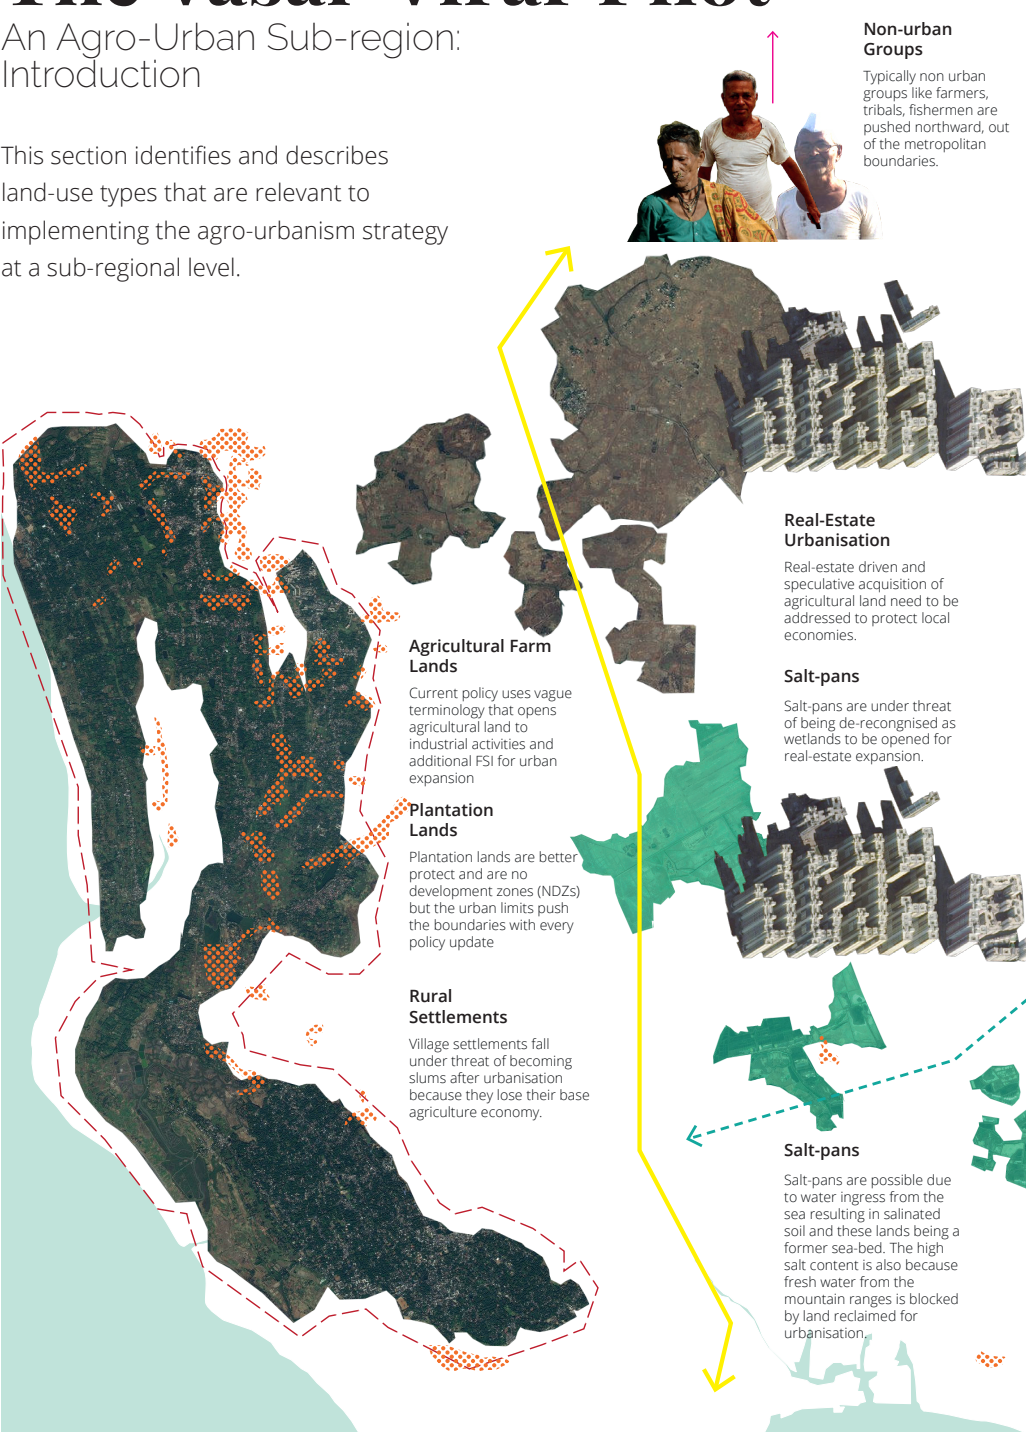 The Vasai-Virar Pilot
An Agro-Urban Sub-region:
Introduction
This section identifies and describes
land-use types that are relevant to
implementing the agro-urbanism strategy
at a sub-regional level.
Non-urban
Groups
Typically non urban
groups like farmers,
tribals, fishermen are
pushed northward, out
of the metropolitan
boundaries.
Real-Estate
Urbanisation
Real-estate driven and
speculative acquisition of
agricultural land need to be
addressed to protect local
economies.
Salt-pans
Salt-pans are under threat
of being de-recongnised as
wetlands to be opened for
real-estate expansion.
Agricultural Farm
Lands
Current policy uses vague
terminology that opens
agricultural land to
industrial activities and
additional FSI for urban
expansion
Plantation
Lands
Plantation lands are better
protect and are no
development zones (NDZs)
but the urban limits push
the boundaries with every
policy update
Rural
Settlements
Village settlements fall
under threat of becoming
slums after urbanisation
because they lose their base
agriculture economy.
Salt-pans
Salt-pans are possible due
to water ingress from the
sea resulting in salinated
soil and these lands being a
former sea-bed. The high
salt content is also because
fresh water from the
mountain ranges is blocked
by land reclaimed for
urbanisation.